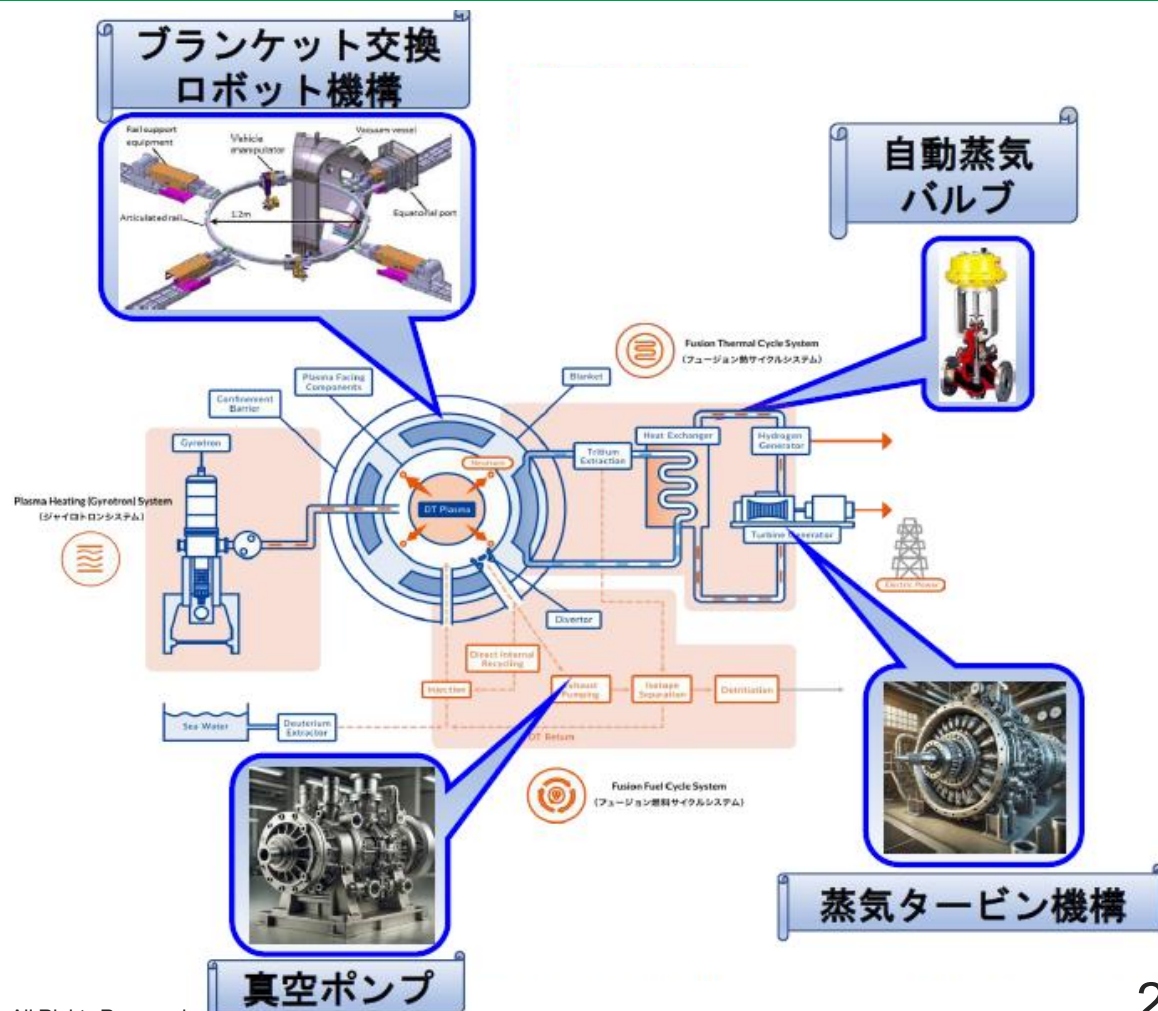 ブランケット交換
ロボット機構
Rail support
equipment
Vehicle
manipulator
Vacuum vessel
Articulated rail
Equatorial port
自動蒸気
バルブ
Fusion Thermal Cycle System
(フュージョン熱サイクルシステム)
Plasma Facing
Components
Blanket
Confinement
Barrier
Gyrotron
Heat Exchanger
Hydrogen
Generator
Tritium
Extraction
Neutron
Plasma Heating (Gyrotron) System
(ジャイロトロンシステム)
DT Plasma
Turbine Generator
Electric Power
Divertor
Direct Internal
Recycling
Injection
Exhaust
Pumping
Isotope
Separation
Detritiation
Sea Water
Deuterium
Extractor
DT Return
Fusion Fuel Cycle System
(フュージョン燃料サイクルシステム)
蒸気タービン機構
真空ポンプ
2